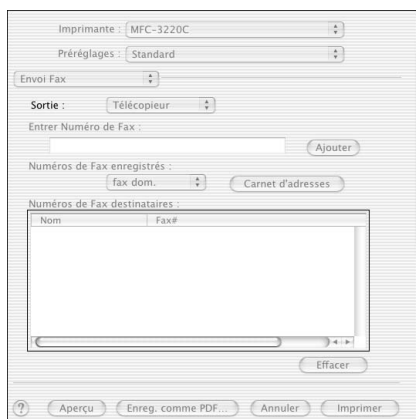 Imprimante : MFC-3220C
Préréglages : Standard
Envoi Fax
Sortie : Télécopieur
Entrer Numéro de Fax :
Ajouter
Numéros de Fax enregistrés :
fax dom. Carnet d'adresses
Numéros de Fax destinataires :
Nom Fax#
Effacer
? Aperçu Enreg. comme PDF... Annuler Imprimer